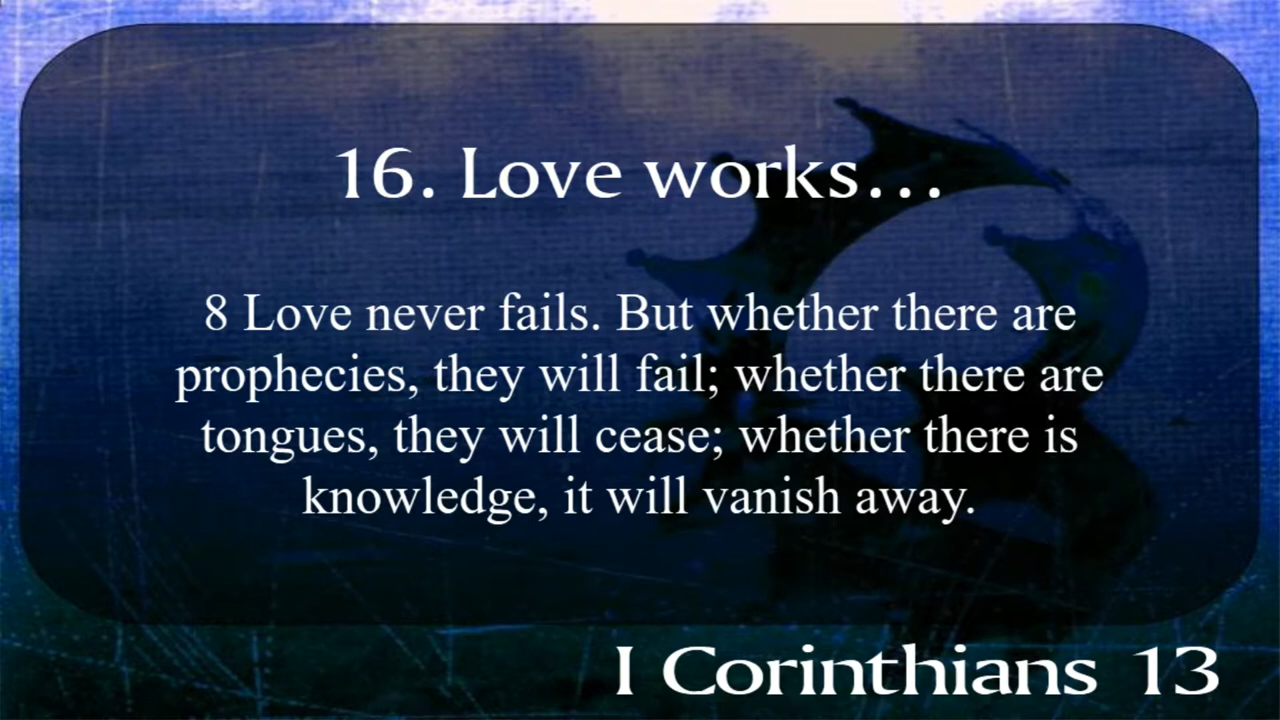 16. Love works...
8 Love never fails. But whether there are
prophecies, they will fail; whether there are
tongues, they will cease; whether there is
knowledge, it will vanish away.
I Corinthians 13